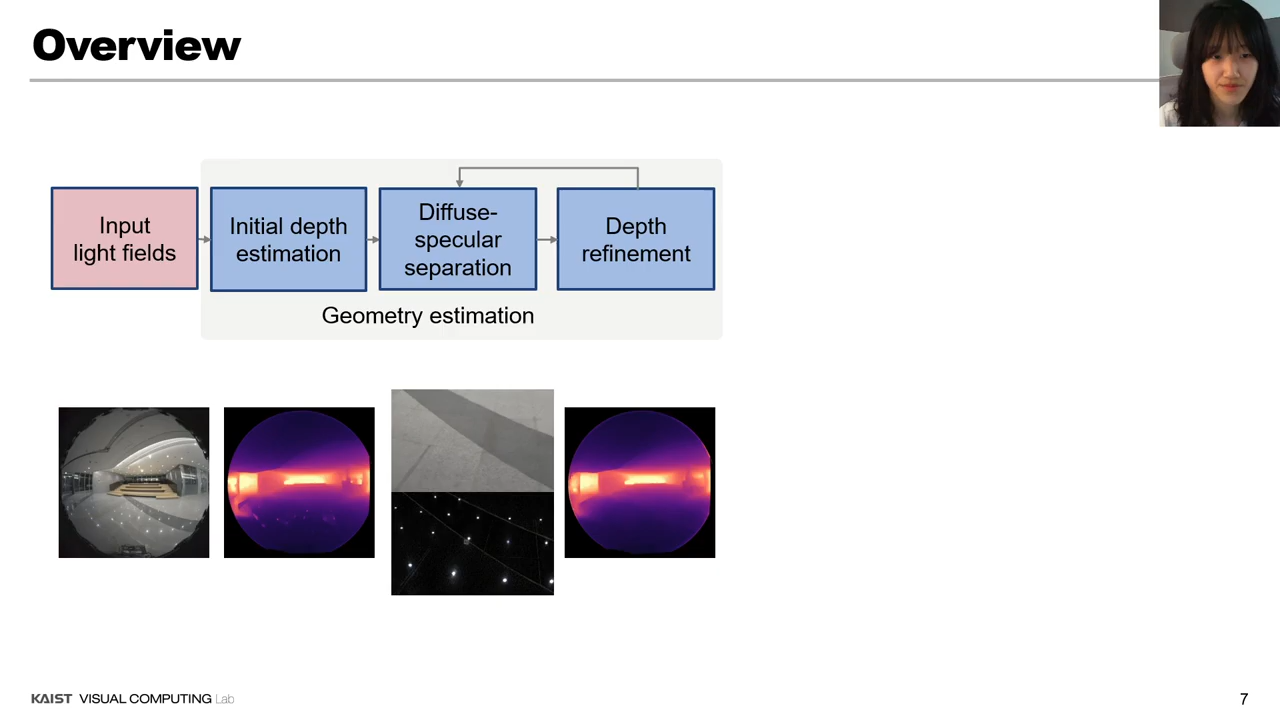 Overview
Input
light fields
Initial depth
estimation
Diffuse-
specular
separation
Depth
refinement
Geometry estimation
KAIST VISUAL COMPUTING Lab
7